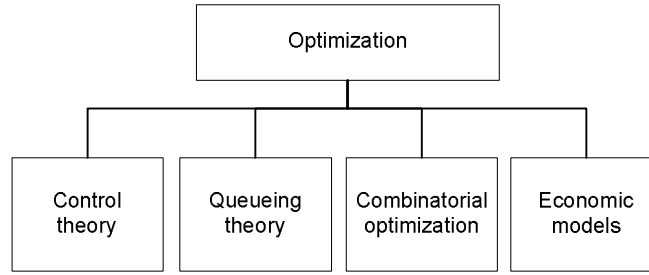 Optimization
Control
theory
Queueing
theory
Combinatorial
optimization
Economic
models